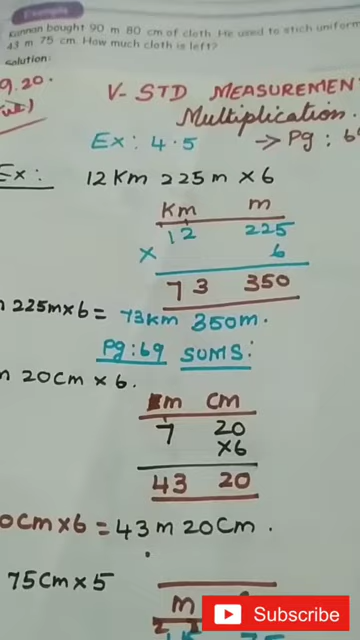 Example
Kannan bought 90 m 80 cm of cloth. He used to stich uniform
43 m 75 cm. How much cloth is left?
Solution:
9.20.
V - STD MEASUREMEN
Multiplication.
Ex: 4.5 → Pg: 6
Ex:
12 Km 225 m × 6
Km m
12 225
× 6
73 350
225m×6= 73Km 350m.
Pg:69 SUMS:
20cm × 6.
m cm
7 20
×6
43 20
0cm×6 = 43m 20cm.
75cm×5
m
Subscribe